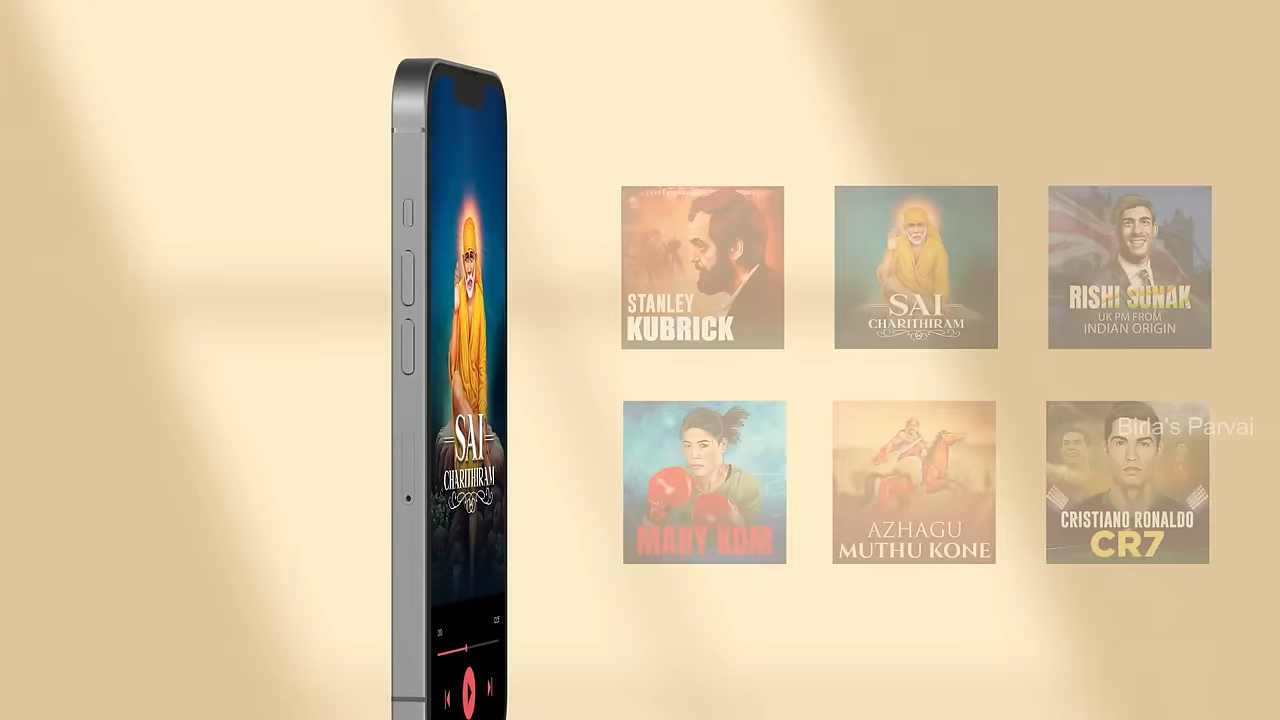 SAI
CHARITHIRAM
STANLEY
KUBRICK
SAI
CHARITHIRAM
RISHI SUNAK
UK PM FROM
INDIAN ORIGIN
MARY KOM
AZHAGU
MUTHU KONE
Birla's Parvai
CRISTIANO RONALDO
CR7